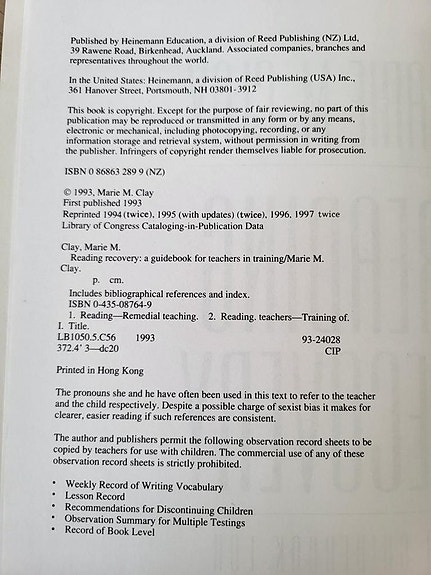 Published by Heinemann Education, a division of Reed Publishing (NZ) Ltd,
39 Rawene Road, Birkenhead, Auckland. Associated companies, branches and
representatives throughout the world.
In the United States: Heinemann, a division of Reed Publishing (USA) Inc.,
361 Hanover Street, Portsmouth, NH 03801-3912
This book is copyright. Except for the purpose of fair reviewing, no part of this
publication may be reproduced or transmitted in any form or by any means,
electronic or mechanical, including photocopying, recording, or any
information storage and retrieval system, without permission in writing from
the publisher. Infringers of copyright render themselves liable for prosecution.
ISBN 0 86863 289 9 (NZ)
© 1993, Marie M. Clay
First published 1993
Reprinted 1994 (twice), 1995 (with updates) (twice), 1996, 1997 twice
Library of Congress Cataloging-in-Publication Data
Clay, Marie M.
Reading recovery: a guidebook for teachers in training/Marie M.
Clay.
p. cm.
Includes bibliographical references and index.
ISBN 0-435-08764-9
1. Reading—Remedial teaching. 2. Reading. teachers—Training of.
I. Title.
LB1050.5.C56 1993 93-24028
372.4' 3—dc20 CIP
Printed in Hong Kong
The pronouns she and he have often been used in this text to refer to the teacher
and the child respectively. Despite a possible charge of sexist bias it makes for
clearer, easier reading if such references are consistent.
The author and publishers permit the following observation record sheets to be
copied by teachers for use with children. The commercial use of any of these
observation record sheets is strictly prohibited.
• Weekly Record of Writing Vocabulary
• Lesson Record
• Recommendations for Discontinuing Children
• Observation Summary for Multiple Testings
• Record of Book Level